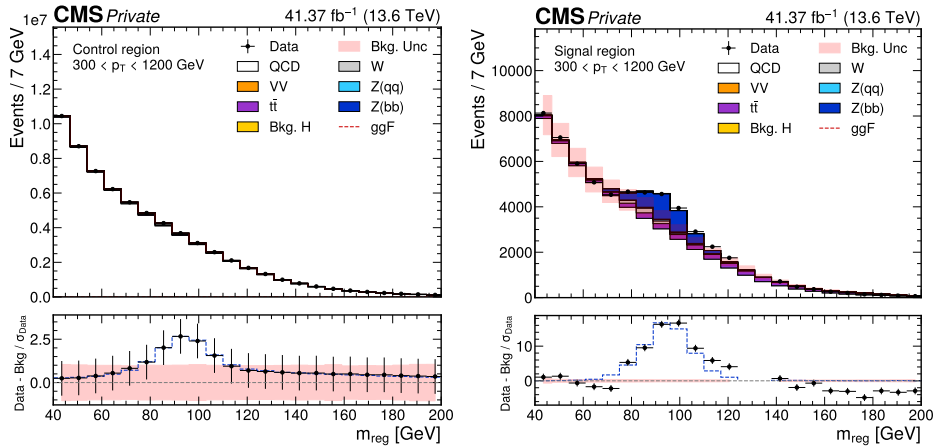 CMS Private 41.37 fb⁻¹ (13.6 TeV)
1e7
Control region
300 < pT < 1200 GeV
Data
QCD
VV
tt̄
Bkg. H
Bkg. Unc
W
Z(qq)
Z(bb)
ggF
Events / 7 GeV
1.4
1.2
1.0
0.8
0.6
0.4
0.2
0.0
Data - Bkg / σData
2.5
0.0
40 60 80 100 120 140 160 180 200
mreg [GeV]
CMS Private 41.37 fb⁻¹ (13.6 TeV)
Signal region
300 < pT < 1200 GeV
Data
QCD
VV
tt̄
Bkg. H
Bkg. Unc
W
Z(qq)
Z(bb)
ggF
Events / 7 GeV
10000
8000
6000
4000
2000
0
Data - Bkg / σData
10
0
40 60 80 100 120 140 160 180 200
mreg [GeV]